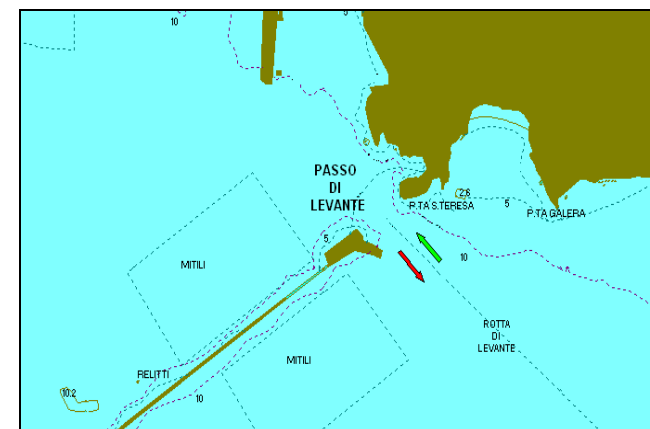 10
5
PASSO
DI
LEVANTE
2.6
P.TA S.TERESA
5
P.TA GALERA
5
MITILI
10
ROTTA
DI
LEVANTE
MITILI
RELITTI
10.2
10